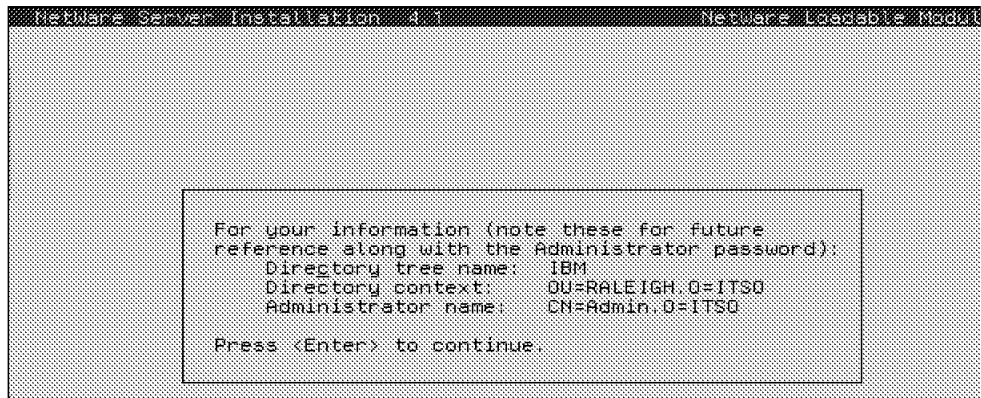 NetWare Server Installation 4.1 NetWare Loadable Modul
For your information (note these for future
reference along with the Administrator password):
Directory tree name: IBM
Directory context: OU=RALEIGH.O=ITSO
Administrator name: CN=Admin.O=ITSO
Press <Enter> to continue.